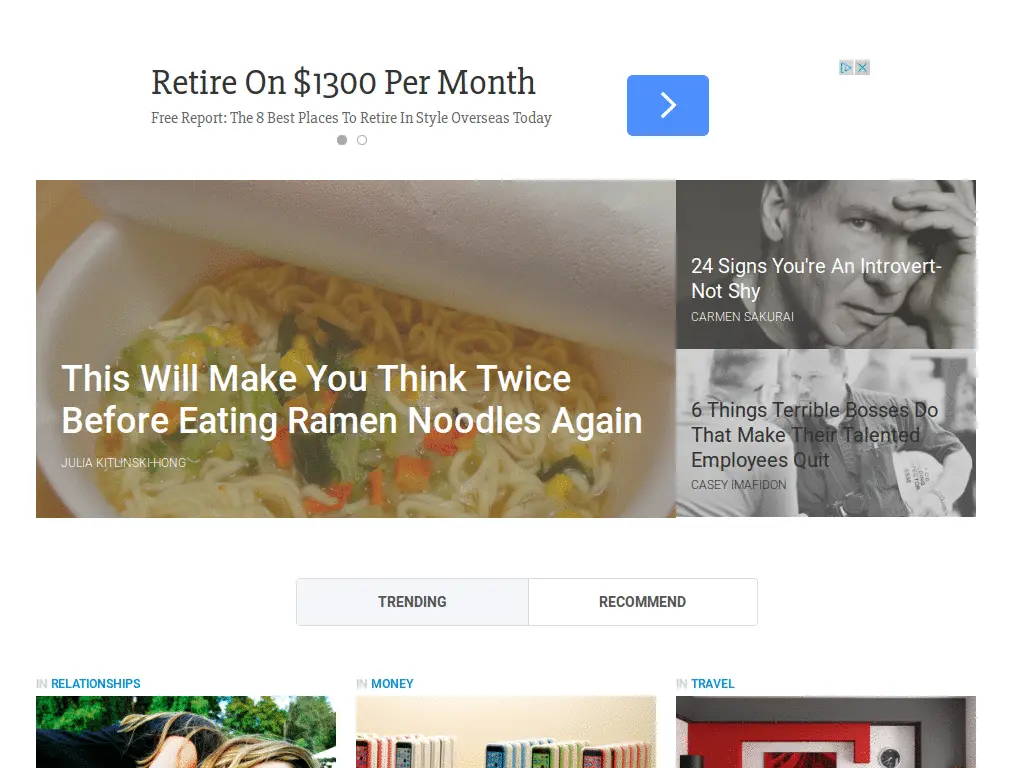 Retire On $1300 Per Month
Free Report: The 8 Best Places To Retire In Style Overseas Today
This Will Make You Think Twice
Before Eating Ramen Noodles Again
JULIA KITLINSKI-HONG
24 Signs You're An Introvert-
Not Shy
CARMEN SAKURAI
6 Things Terrible Bosses Do
That Make Their Talented
Employees Quit
CASEY IMAFIDON
TRENDING
RECOMMEND
IN RELATIONSHIPS
IN MONEY
IN TRAVEL